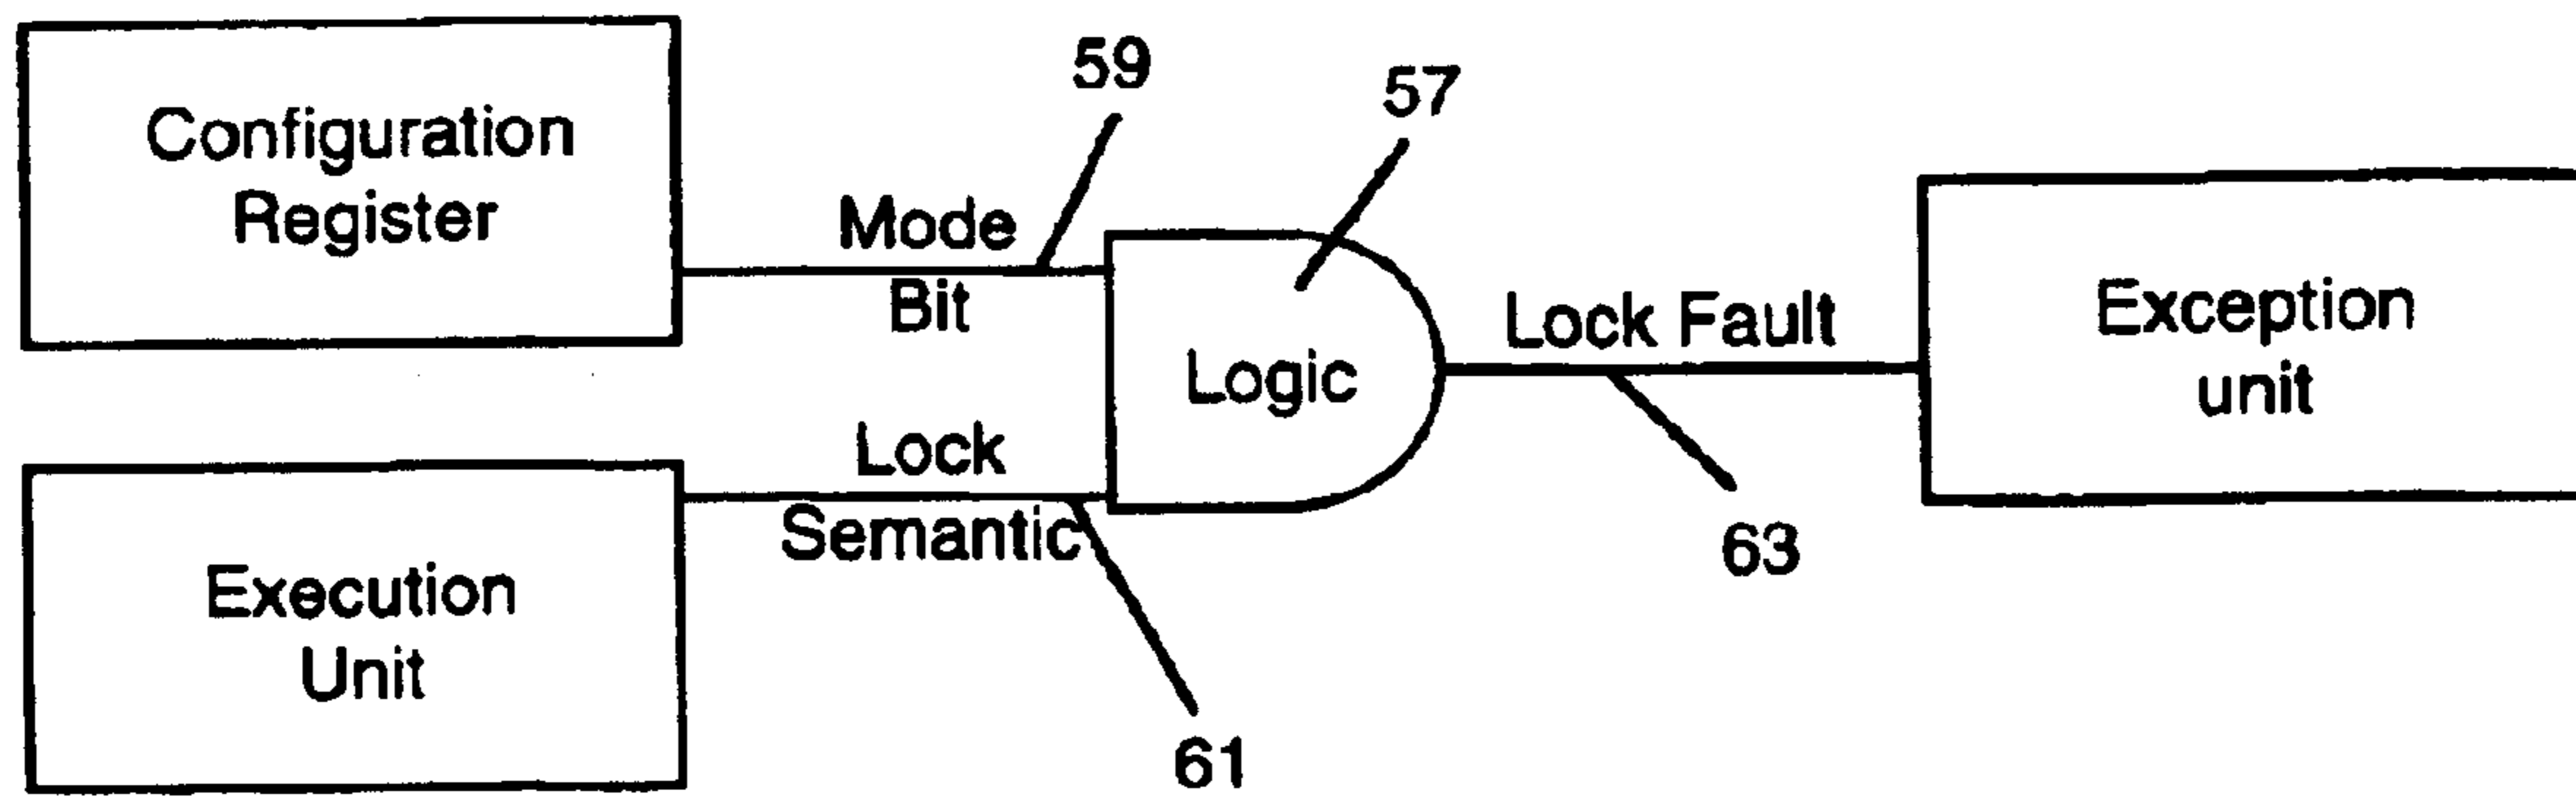 Configuration
Register
59
57
Mode
Bit
Logic
Lock Fault
Exception
unit
Lock
Semantic
Execution
Unit
63
61